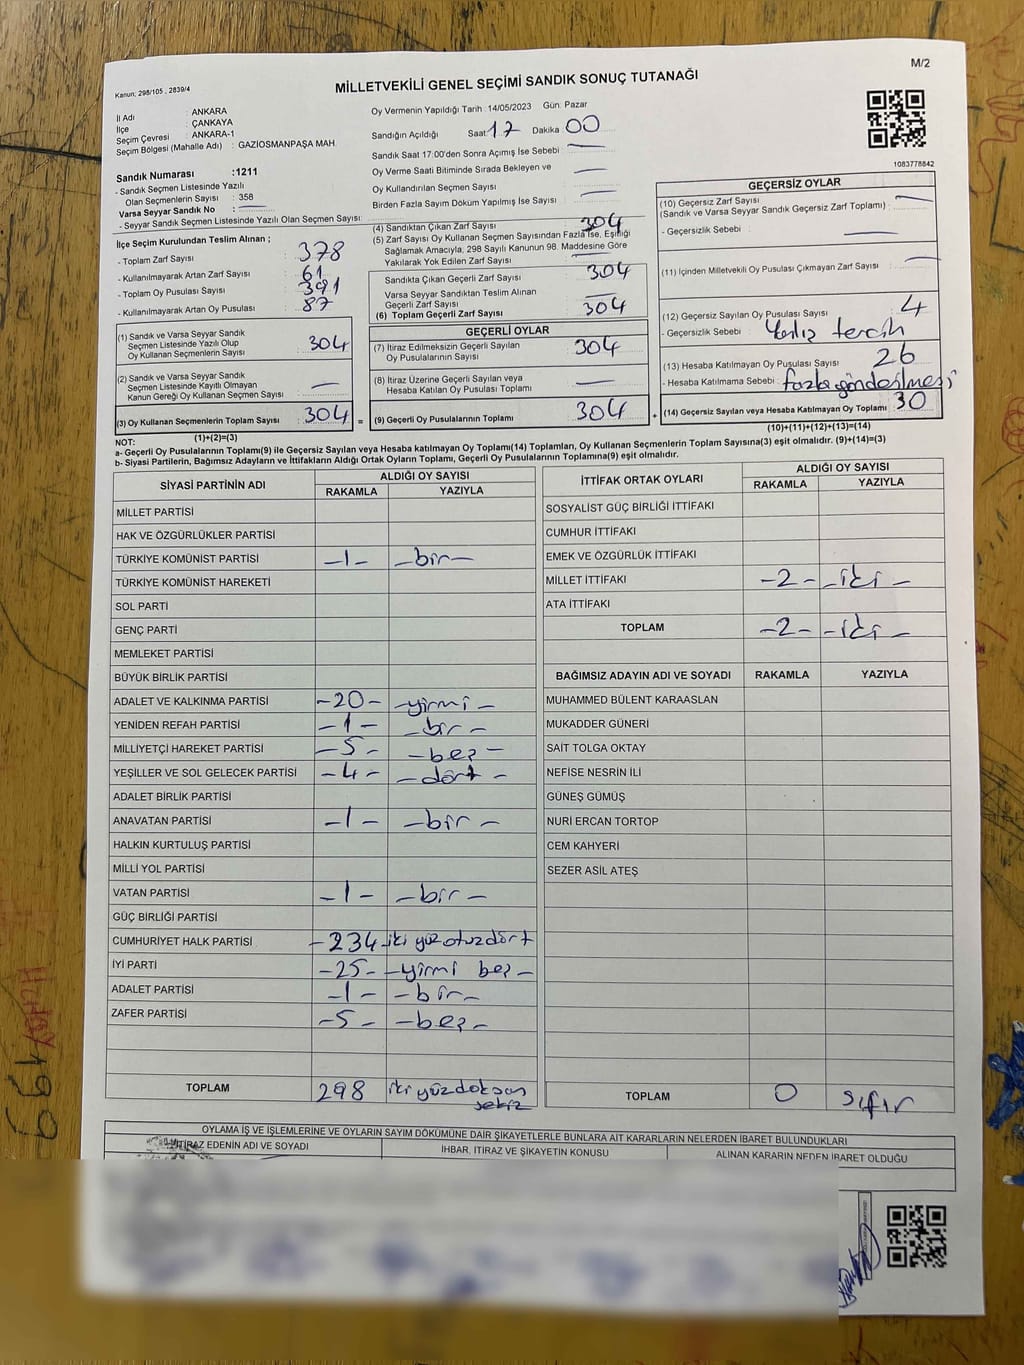 M/2
Kanun; 298/105 , 2839/4
MİLLETVEKİLİ GENEL SEÇİMİ SANDIK SONUÇ TUTANAĞI
İl Adı : ANKARA
İlçe : ÇANKAYA
Seçim Çevresi : ANKARA-1
Seçim Bölgesi (Mahalle Adı) : GAZİOSMANPAŞA MAH.
Sandık Numarası :1211
- Sandık Seçmen Listesinde Yazılı
Olan Seçmenlerin Sayısı : 358
Varsa Seyyar Sandık No : —
- Seyyar Sandık Seçmen Listesinde Yazılı Olan Seçmen Sayısı:
Oy Vermenin Yapıldığı Tarih :14/05/2023 Gün: Pazar
Sandığın Açıldığı Saat:17 Dakika:00
Sandık Saat 17:00'den Sonra Açımış İse Sebebi : —
Oy Verme Saati Bitiminde Sırada Bekleyen ve
Oy Kullandırılan Seçmen Sayısı : —
Birden Fazla Sayım Döküm Yapılmış İse Sayısı : —
1083778842
İlçe Seçim Kurulundan Teslim Alınan ;
- Toplam Zarf Sayısı : 378
- Kullanılmayarak Artan Zarf Sayısı : 61
- Toplam Oy Pusulası Sayısı : 391
- Kullanılmayarak Artan Oy Pusulası : 87
(1) Sandık ve Varsa Seyyar Sandık
Seçmen Listesinde Yazılı Olup
Oy Kullanan Seçmenlerin Sayısı : 304
(2) Sandık ve Varsa Seyyar Sandık
Seçmen Listesinde Kayıtlı Olmayan
Kanun Gereği Oy Kullanan Seçmen Sayısı : —
(3) Oy Kullanan Seçmenlerin Toplam Sayısı : 304 =
(1)+(2)=(3)
(4) Sandıktan Çıkan Zarf Sayısı : 304
(5) Zarf Sayısı Oy Kullanan Seçmen Sayısından Fazla İse, Eşitliği
Sağlamak Amacıyla, 298 Sayılı Kanunun 98. Maddesine Göre
Yakılarak Yok Edilen Zarf Sayısı : —
Sandıkta Çıkan Geçerli Zarf Sayısı : 304
Varsa Seyyar Sandıktan Teslim Alınan
Geçerli Zarf Sayısı : —
(6) Toplam Geçerli Zarf Sayısı : 304
GEÇERLİ OYLAR
(7) İtiraz Edilmeksizin Geçerli Sayılan
Oy Pusulalarının Sayısı : 304
(8) İtiraz Üzerine Geçerli Sayılan veya
Hesaba Katılan Oy Pusulası Toplamı : —
(9) Geçerli Oy Pusulalarının Toplamı : 304 +
GEÇERSİZ OYLAR
(10) Geçersiz Zarf Sayısı : —
(Sandık ve Varsa Seyyar Sandık Geçersiz Zarf Toplamı)
- Geçersizlik Sebebi : —
(11) İçinden Milletvekili Oy Pusulası Çıkmayan Zarf Sayısı : —
(12) Geçersiz Sayılan Oy Pusulası Sayısı : 4
- Geçersizlik Sebebi : Yanlış tercih
(13) Hesaba Katılmayan Oy Pusulası Sayısı : 26
- Hesaba Katılmama Sebebi : fazla gönderilmesi
(14) Geçersiz Sayılan veya Hesaba Katılmayan Oy Toplamı : 30
(10)+(11)+(12)+(13)=(14)
NOT:
a- Geçerli Oy Pusulalarının Toplamı(9) ile Geçersiz Sayılan veya Hesaba katılmayan Oy Toplamı(14) Toplamları, Oy Kullanan Seçmenlerin Toplam Sayısına(3) eşit olmalıdır. (9)+(14)=(3)
b- Siyasi Partilerin, Bağımsız Adayların ve İttifakların Aldığı Ortak Oyların Toplamı, Geçerli Oy Pusulalarının Toplamına(9) eşit olmalıdır.
SİYASİ PARTİNİN ADI ALDIĞI OY SAYISI
RAKAMLA YAZIYLA
MİLLET PARTİSİ
HAK VE ÖZGÜRLÜKLER PARTİSİ
TÜRKİYE KOMÜNİST PARTİSİ -1- -bir-
TÜRKİYE KOMÜNİST HAREKETİ
SOL PARTİ
GENÇ PARTİ
MEMLEKET PARTİSİ
BÜYÜK BİRLİK PARTİSİ
ADALET VE KALKINMA PARTİSİ -20- -yirmi-
YENİDEN REFAH PARTİSİ -1- -bir-
MİLLİYETÇİ HAREKET PARTİSİ -5- -beş-
YEŞİLLER VE SOL GELECEK PARTİSİ -4- -dört-
ADALET BİRLİK PARTİSİ
ANAVATAN PARTİSİ -1- -bir-
HALKIN KURTULUŞ PARTİSİ
MİLLİ YOL PARTİSİ
VATAN PARTİSİ -1- -bir-
GÜÇ BİRLİĞİ PARTİSİ
CUMHURİYET HALK PARTİSİ -234- iki yüz otuzdört
İYİ PARTİ -25- -yirmi beş-
ADALET PARTİSİ -1- -bir-
ZAFER PARTİSİ -5- -beş-
TOPLAM 298 iki yüz doksan
sekiz
İTTİFAK ORTAK OYLARI ALDIĞI OY SAYISI
RAKAMLA YAZIYLA
SOSYALİST GÜÇ BİRLİĞİ İTTİFAKI
CUMHUR İTTİFAKI
EMEK VE ÖZGÜRLÜK İTTİFAKI
MİLLET İTTİFAKI -2- -iki-
ATA İTTİFAKI
TOPLAM -2- -iki-
BAĞIMSIZ ADAYIN ADI VE SOYADI RAKAMLA YAZIYLA
MUHAMMED BÜLENT KARAASLAN
MUKADDER GÜNERİ
SAİT TOLGA OKTAY
NEFİSE NESRİN İLİ
GÜNEŞ GÜMÜŞ
NURİ ERCAN TORTOP
CEM KAHYERİ
SEZER ASİL ATEŞ
TOPLAM 0 sıfır
OYLAMA İŞ VE İŞLEMLERİNE VE OYLARIN SAYIM DÖKÜMÜNE DAİR ŞİKAYETLERLE BUNLARA AİT KARARLARIN NELERDEN İBARET BULUNDUKLARI
İTİRAZ EDENİN ADI VE SOYADI IHBAR, İTİRAZ VE ŞİKAYETİN KONUSU ALINAN KARARIN NEDEN İBARET OLDUĞU